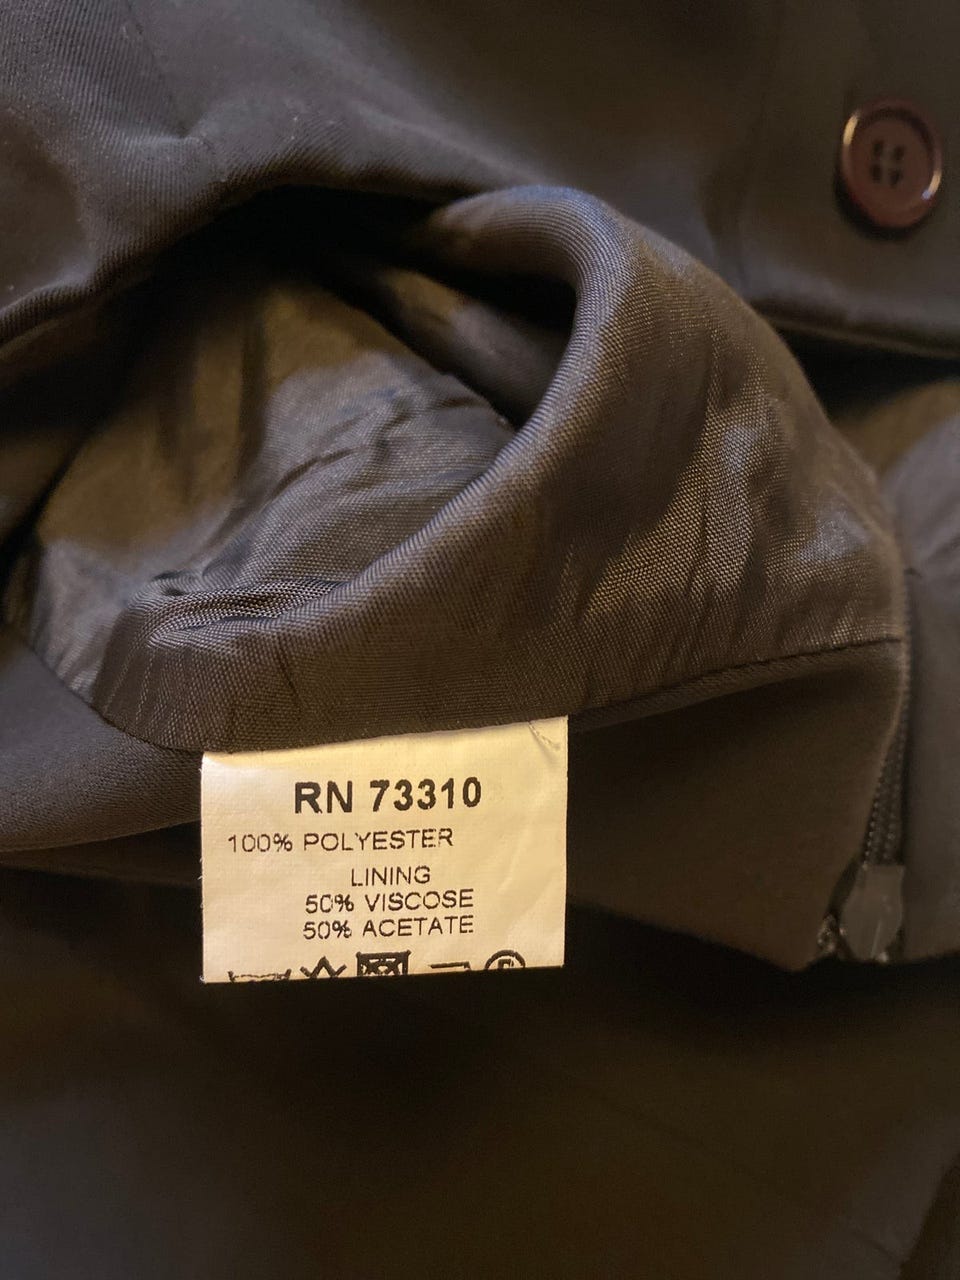 RN 73310
100% POLYESTER
LINING
50% VISCOSE
50% ACETATE